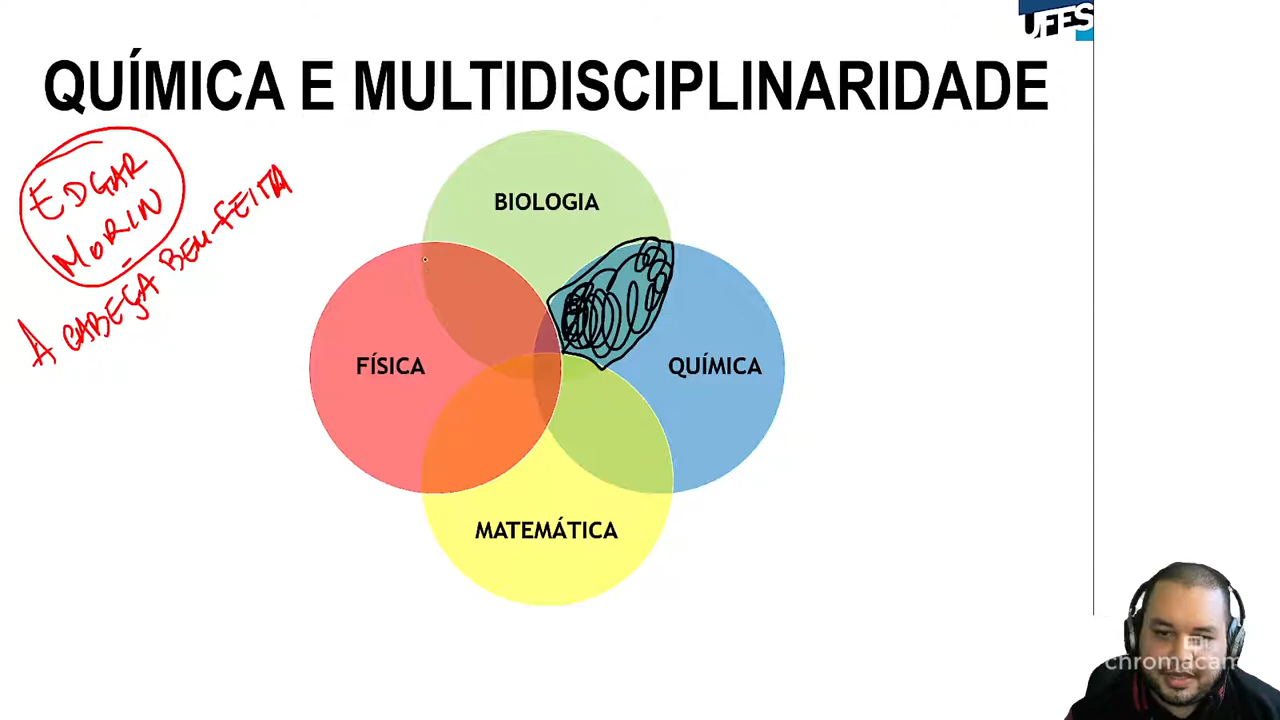 UFES
QUÍMICA E MULTIDISCIPLINARIDADE
EDGAR
MORIN
A CABEÇA BEM-FEITA
BIOLOGIA
FÍSICA
QUÍMICA
MATEMÁTICA
chromacam